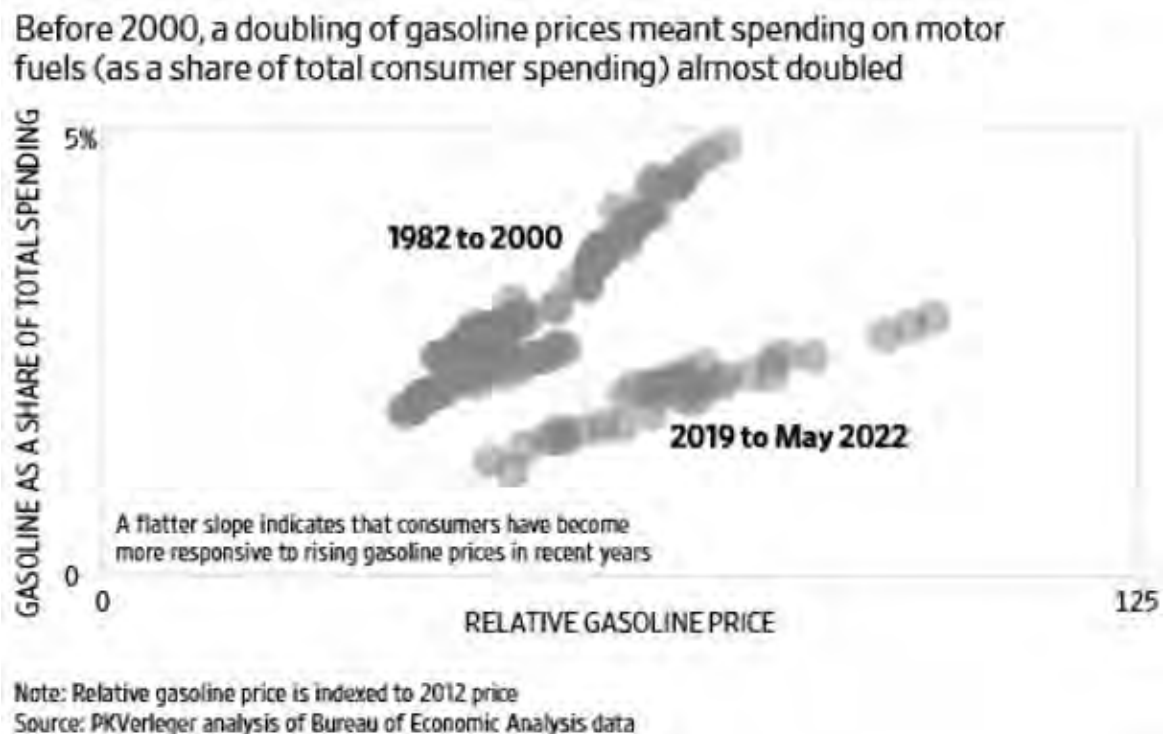 Before 2000, a doubling of gasoline prices meant spending on motor
fuels (as a share of total consumer spending) almost doubled
GASOLINE AS A SHARE OF TOTAL SPENDING
5%
1982 to 2000
2019 to May 2022
A flatter slope indicates that consumers have become
more responsive to rising gasoline prices in recent years
0
0
125
RELATIVE GASOLINE PRICE
Note: Relative gasoline price is indexed to 2012 price
Source: PKVerleger analysis of Bureau of Economic Analysis data